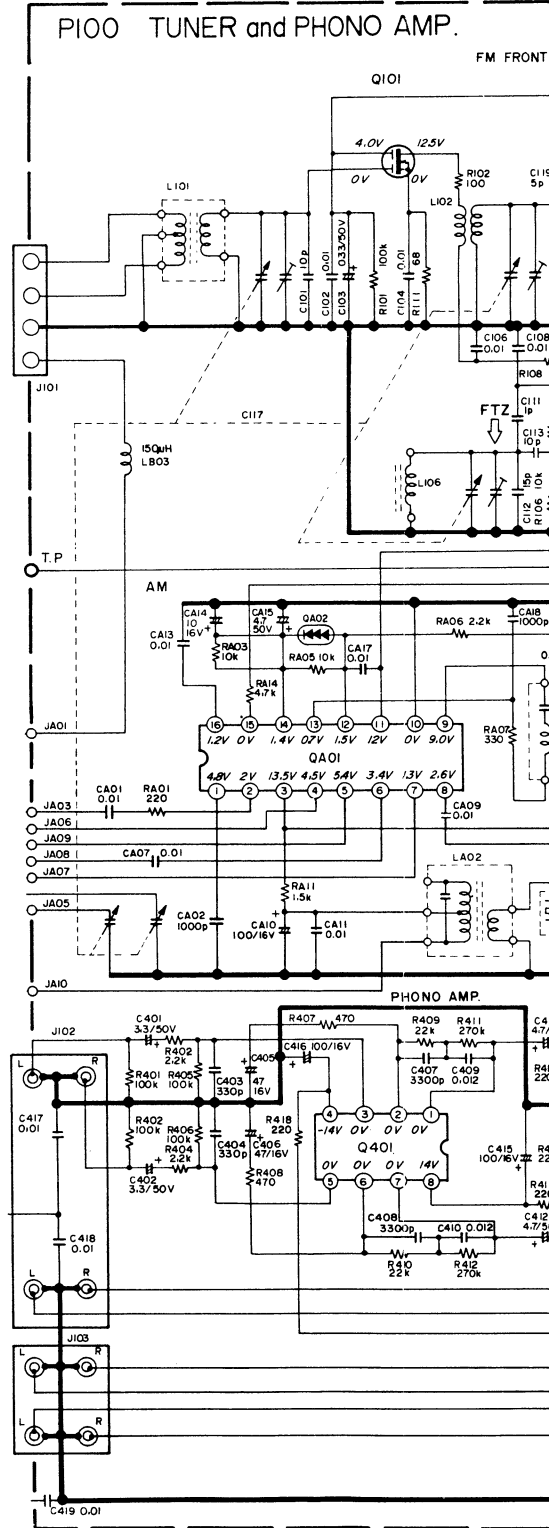 P100 TUNER and PHONO AMP.
FM FRONT
Q101
4.0V 12.5V
0V 0V
R102
100
C119
5p
L101
L102
C101 10p
C102 0.01
C103 0.33/50V
R101 100k
C104 0.01
R111 68
C106
0.01
C108
0.01
R108
J101
C117
C111
1p
FTZ
C113
10p
150µH
LB03
L106
C112 15p
R106 10k
T.P
AM
CA14
10
16V
CA15
4.7
50V
QA02
CA18
1000p
CA13
0.01
RA03
10k
RA05 10k
CA17
0.01
RA06 2.2k
RA14
4.7k
RA07
330
16 15 14 13 12 11 10 9
1.2V 0V 1.4V 0.7V 1.5V 12V 0V 9.0V
QA01
4.8V 2V 13.5V 4.5V 5.4V 3.4V 1.3V 2.6V
1 2 3 4 5 6 7 8
JA01
JA03
CA01
0.01
RA01
220
JA06
JA09
JA08
CA07 0.01
JA07
CA09
0.01
JA05
LA02
RA11
1.5k
CA02
1000p
CA10
100/16V
CA11
0.01
JA10
PHONO AMP.
J102
C401
3.3/50V
R407 470
R409
22k
R411
270k
L R
R402
2.2k
C405
47
16V
C416 100/16V
C407
3300p
C409
0.012
R401
100k
R405
100k
C403
330p
C417
0.01
R402
100k
R406
100k
C404
330p
C406
47/16V
R418
220
4 3 2 1
-14V 0V 0V 0V
Q401
0V 0V 0V 14V
5 6 7 8
C415
100/16V
R404
2.2k
C402
3.3/50V
R408
470
C412
C408
3300p
C410 0.012
C418
0.01
R410
22k
R412
270k
L R
J103
L R
L R
C419 0.01